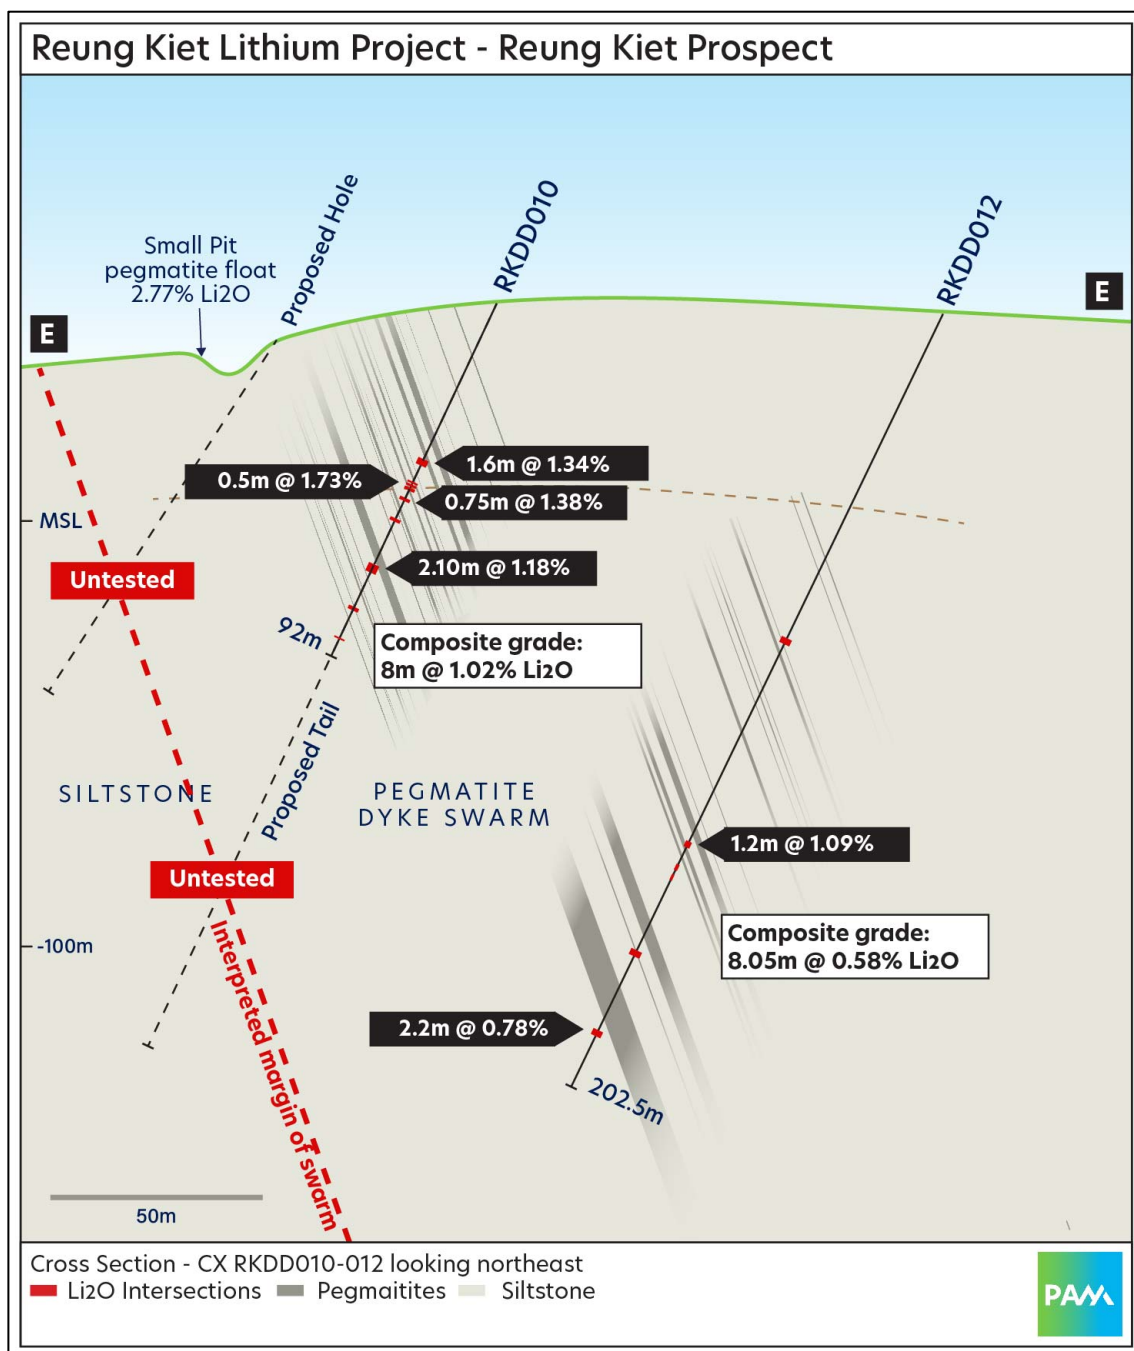 Reung Kiet Lithium Project - Reung Kiet Prospect
Proposed Hole
RKDD010
RKDD012
Small Pit
pegmatite float
2.77% Li2O
E
E
1.6m @ 1.34%
0.5m @ 1.73%
0.75m @ 1.38%
MSL
2.10m @ 1.18%
Untested
92m
Composite grade:
8m @ 1.02% Li2O
Proposed Tail
SILTSTONE
PEGMATITE
DYKE SWARM
1.2m @ 1.09%
Untested
Composite grade:
8.05m @ 0.58% Li2O
-100m
Interpreted margin of swarm
2.2m @ 0.78%
202.5m
50m
Cross Section - CX RKDD010-012 looking northeast
Li2O Intersections
Pegmaitites
Siltstone
PAM